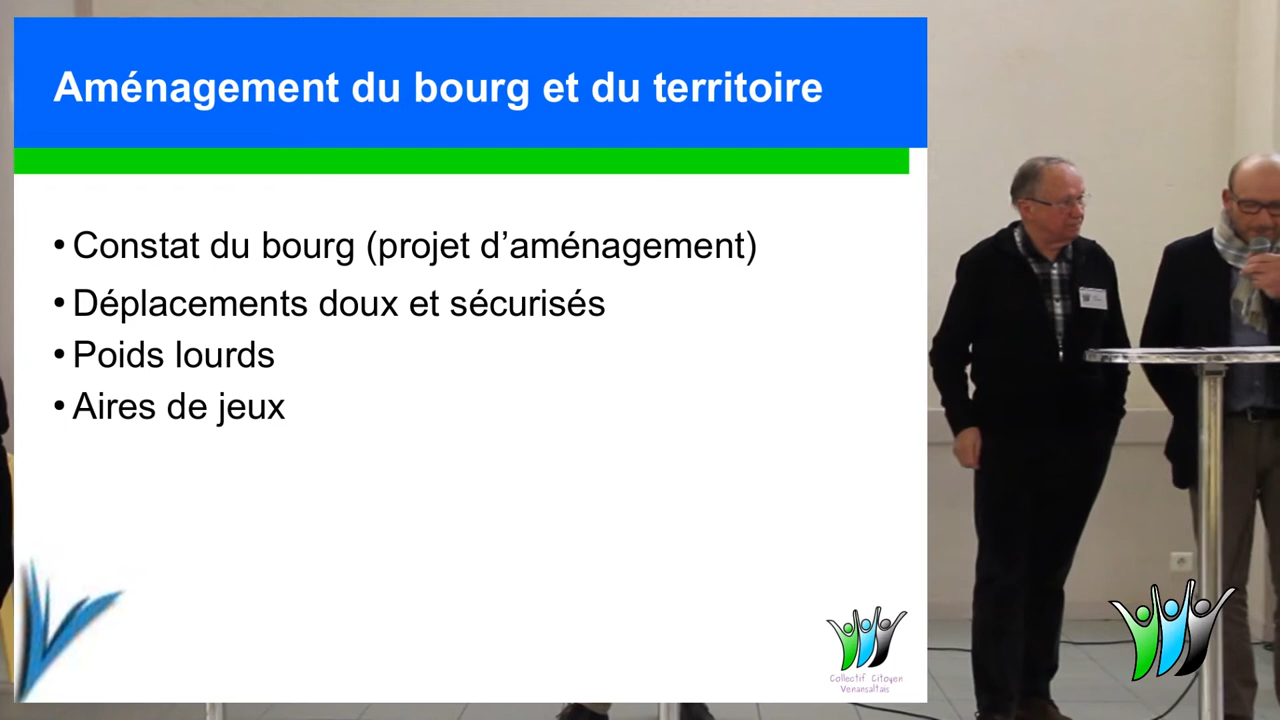 Aménagement du bourg et du territoire
• Constat du bourg (projet d’aménagement)
• Déplacements doux et sécurisés
• Poids lourds
• Aires de jeux
Collectif Citoyen
Venansaltais